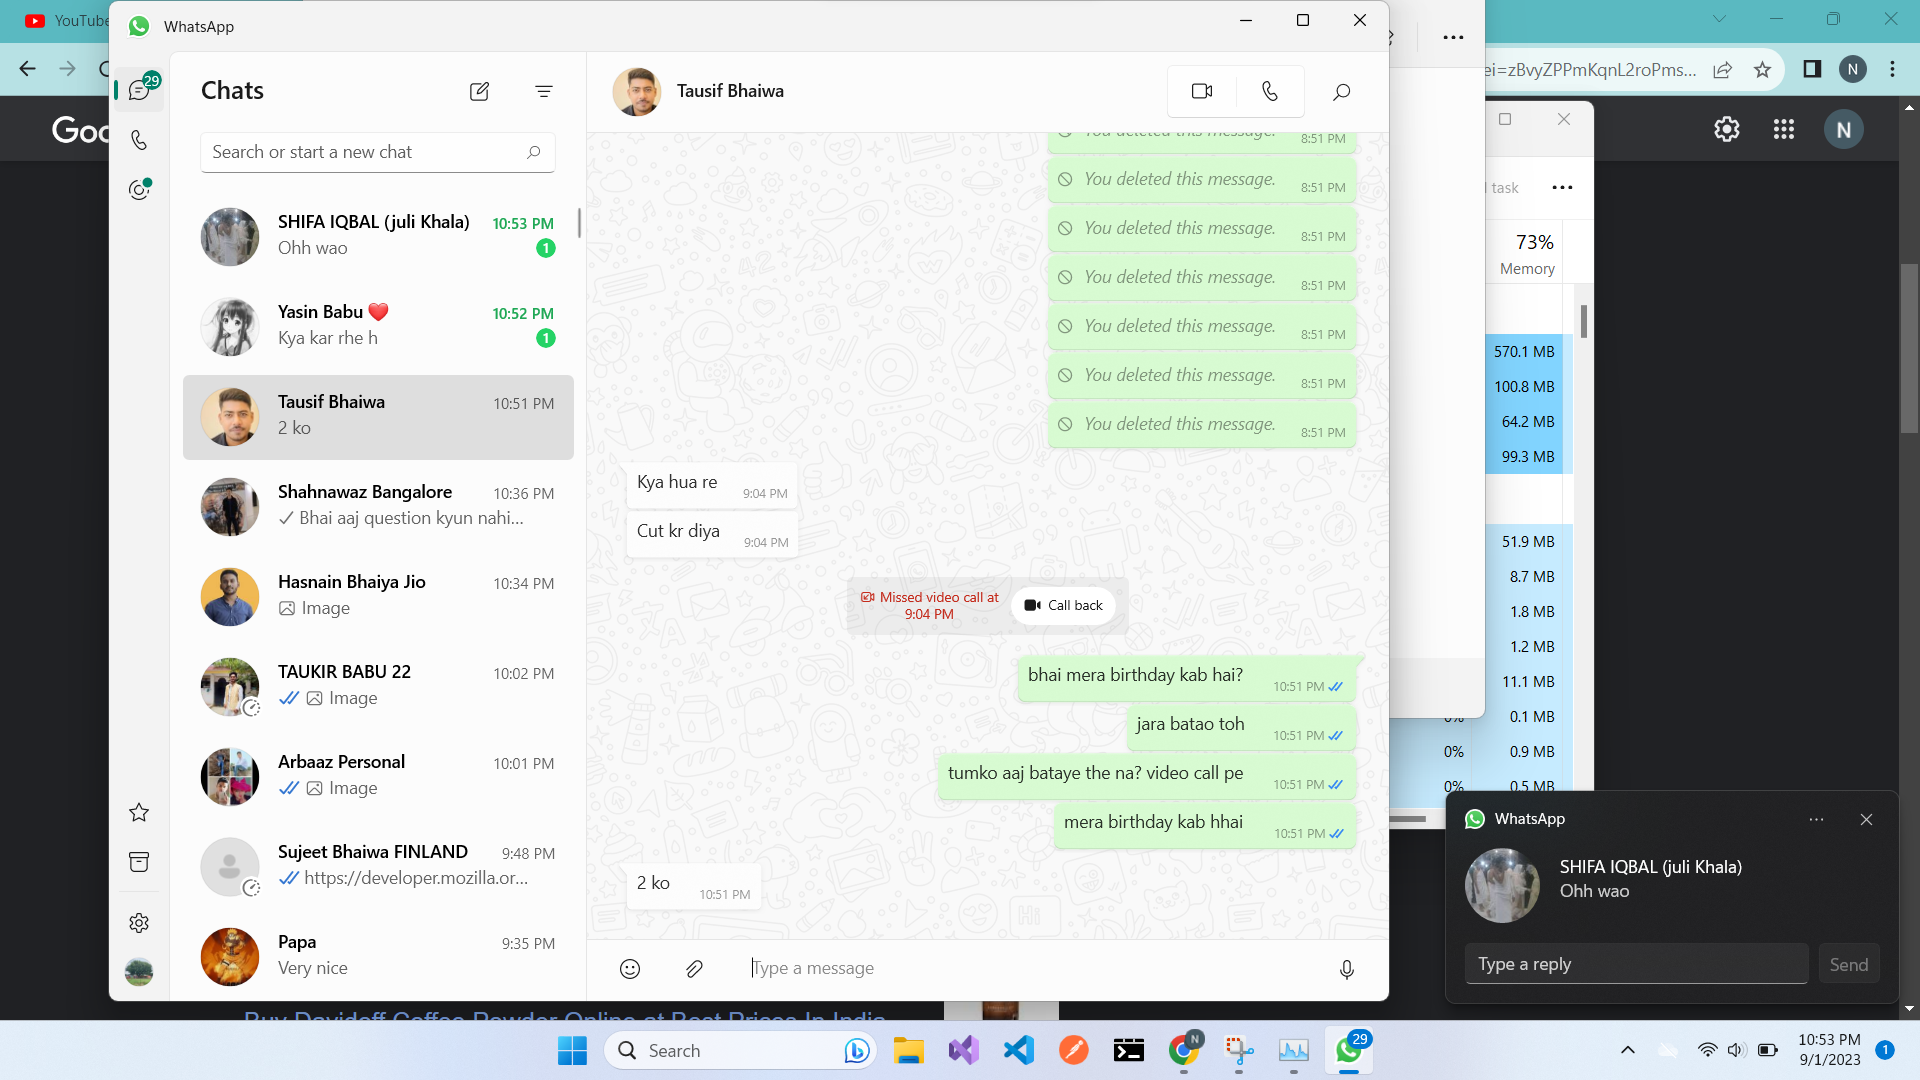 YouTube
WhatsApp
ei=zBvyZPPmKqnL2roPms...
N
29
Chats
Search or start a new chat
SHIFA IQBAL (juli Khala)
10:53 PM
Ohh wao
1
Yasin Babu ❤️
10:52 PM
Kya kar rhe h
1
Tausif Bhaiwa
10:51 PM
2 ko
Shahnawaz Bangalore
10:36 PM
Bhai aaj question kyun nahi...
Hasnain Bhaiya Jio
10:34 PM
Image
TAUKIR BABU 22
10:02 PM
Image
Arbaaz Personal
10:01 PM
Image
Sujeet Bhaiwa FINLAND
9:48 PM
https://developer.mozilla.or...
Papa
9:35 PM
Very nice
Tausif Bhaiwa
You deleted this message.
8:51 PM
You deleted this message.
8:51 PM
You deleted this message.
8:51 PM
You deleted this message.
8:51 PM
You deleted this message.
8:51 PM
You deleted this message.
8:51 PM
You deleted this message.
8:51 PM
Kya hua re
9:04 PM
Cut kr diya
9:04 PM
Missed video call at
9:04 PM
Call back
bhai mera birthday kab hai?
10:51 PM
jara batao toh
10:51 PM
tumko aaj bataye the na? video call pe
10:51 PM
mera birthday kab hhai
10:51 PM
2 ko
10:51 PM
Type a message
N
task
73%
Memory
570.1 MB
100.8 MB
64.2 MB
99.3 MB
51.9 MB
8.7 MB
1.8 MB
1.2 MB
11.1 MB
0% 0.1 MB
0% 0.9 MB
0% 0.5 MB
WhatsApp
SHIFA IQBAL (juli Khala)
Ohh wao
Type a reply
Send
Buy Davidoff Coffee Powder Online at Best Prices In India
Search
N
29
10:53 PM
9/1/2023
1